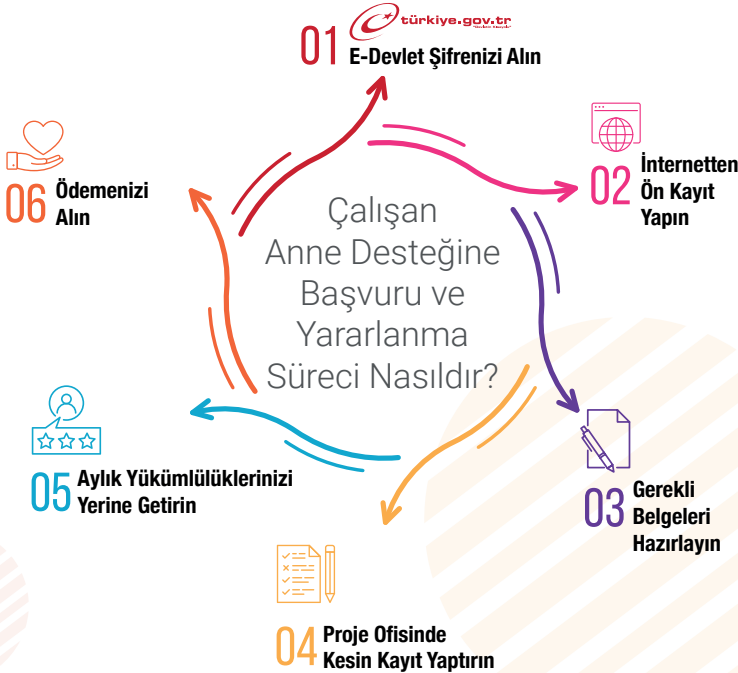 türkiye.gov.tr
01 E-Devlet Şifrenizi Alın
02 İnternetten
Ön Kayıt
Yapın
03 Gerekli
Belgeleri
Hazırlayın
04 Proje Ofisinde
Kesin Kayıt Yaptırın
05 Aylık Yükümlülüklerinizi
Yerine Getirin
06 Ödemenizi
Alın
Çalışan
Anne Desteğine
Başvuru ve
Yararlanma
Süreci Nasıldır?